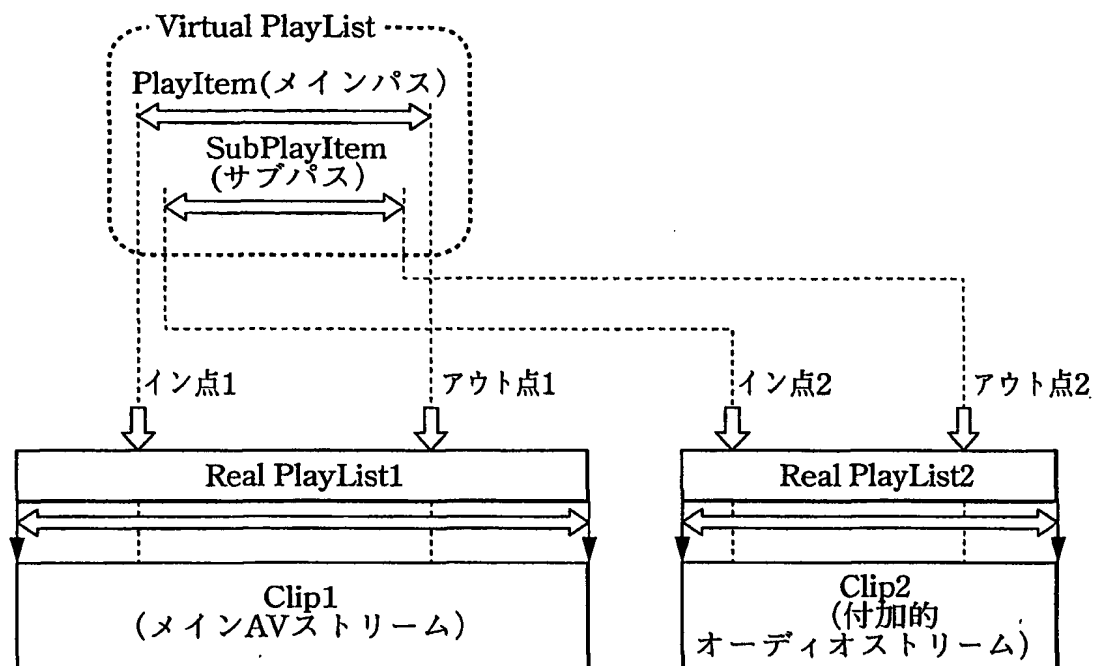 Virtual PlayList
PlayItem(メインパス)
SubPlayItem
(サブパス)
イン点1
アウト点1
イン点2
アウト点2
Real PlayList1
Real PlayList2
Clip1
(メインAVストリーム)
Clip2
(付加的
オーディオストリーム)